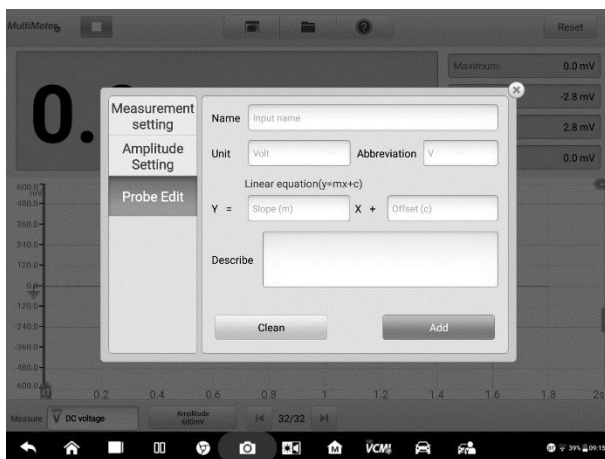 MultiMeter
Reset
Maximum: 0.0 mV
-2.8 mV
2.8 mV
0.0 mV
0.
Measurement setting
Amplitude Setting
Probe Edit
Name Input name
Unit Volt Abbreviation V
Linear equation(y=mx+c)
Y = Slope (m) X + Offset (c)
Describe
Clean Add
600.0
mV
480.0
360.0
240.0
120.0
0.0
-120.0
-240.0
-360.0
-480.0
-600.0
0.2 0.4 0.6 0.8 1 1.2 1.4 1.6 1.8 2s
Measure DC voltage Amplitude 600mV 32/32
M VCMI 39% 09:15